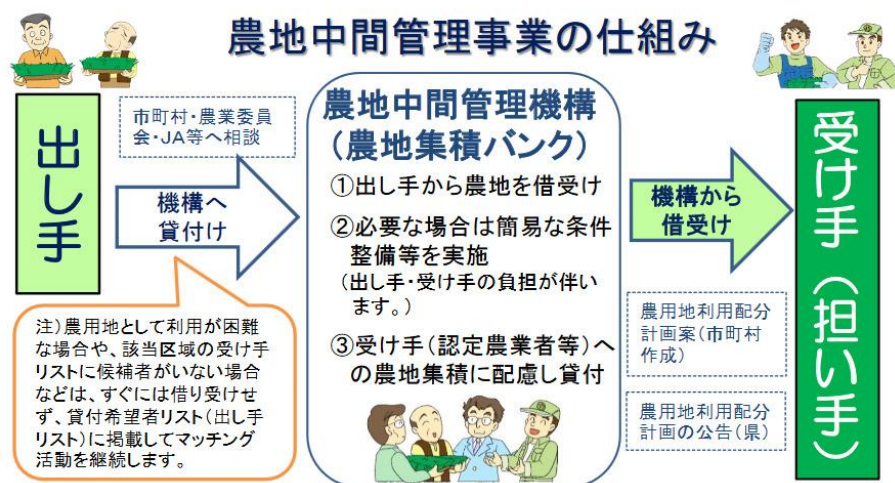 農地中間管理事業の仕組み
出し手
市町村・農業委員
会・JA等へ相談
機構へ
貸付け
注)農用地として利用が困難
な場合や、該当区域の受け手
リストに候補者がいない場合
などは、すぐには借り受けせ
ず、貸付希望者リスト(出し手
リスト)に掲載してマッチング
活動を継続します。
農地中間管理機構
(農地集積バンク)
①出し手から農地を借受け
②必要な場合は簡易な条件
整備等を実施
(出し手・受け手の負担が伴い
ます。)
③受け手(認定農業者等)へ
の農地集積に配慮し貸付
機構から
借受け
農用地利用配分
計画案(市町村
作成)
農用地利用配分
計画の公告(県)
受け手(担い手)